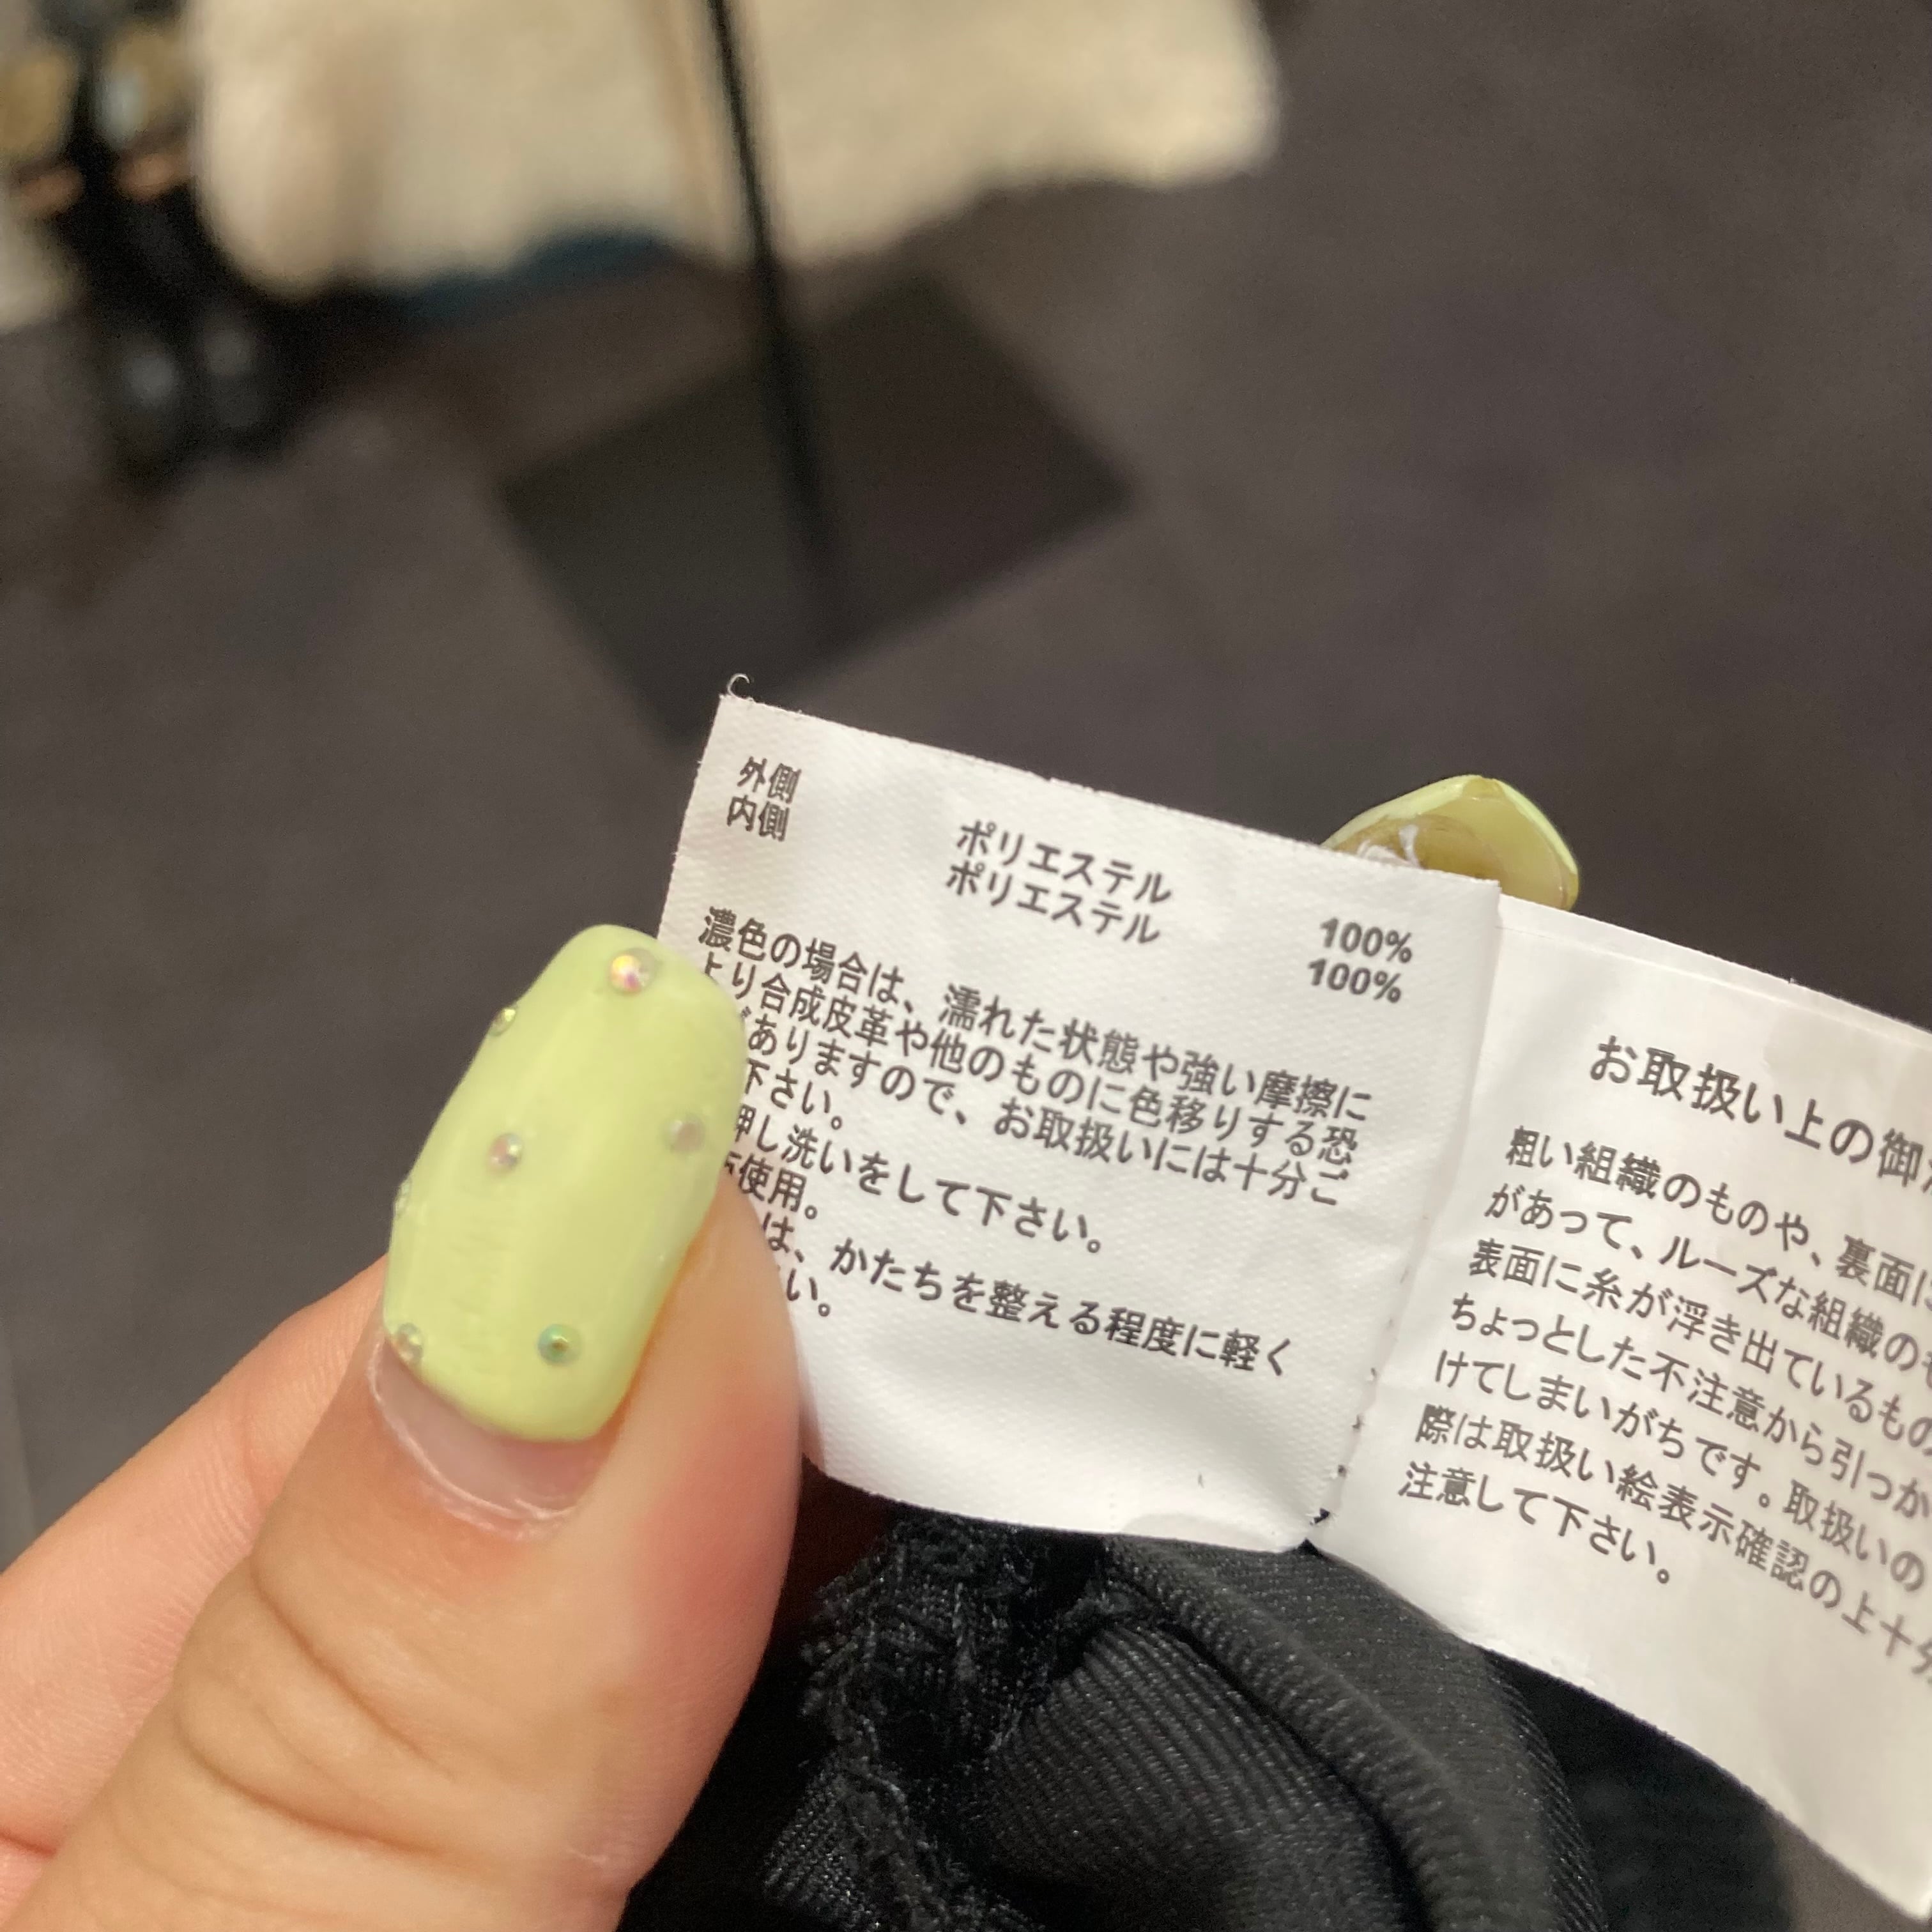 外側 ポリエステル 100%
内側 ポリエステル 100%
濃色の場合は、濡れた状態や強い摩擦に
より合成皮革や他のものに色移りする恐
ありますので、お取扱いには十分ご
下さい。
押し洗いをして下さい。
使用。
は、かたちを整える程度に軽く
い。
お取扱い上の御
粗い組織のものや、裏面に
があって、ルーズな組織のも
表面に糸が浮き出ているもの
ちょっとした不注意から引っか
けてしまいがちです。取扱いの
際は取扱い絵表示確認の上十分
注意して下さい。